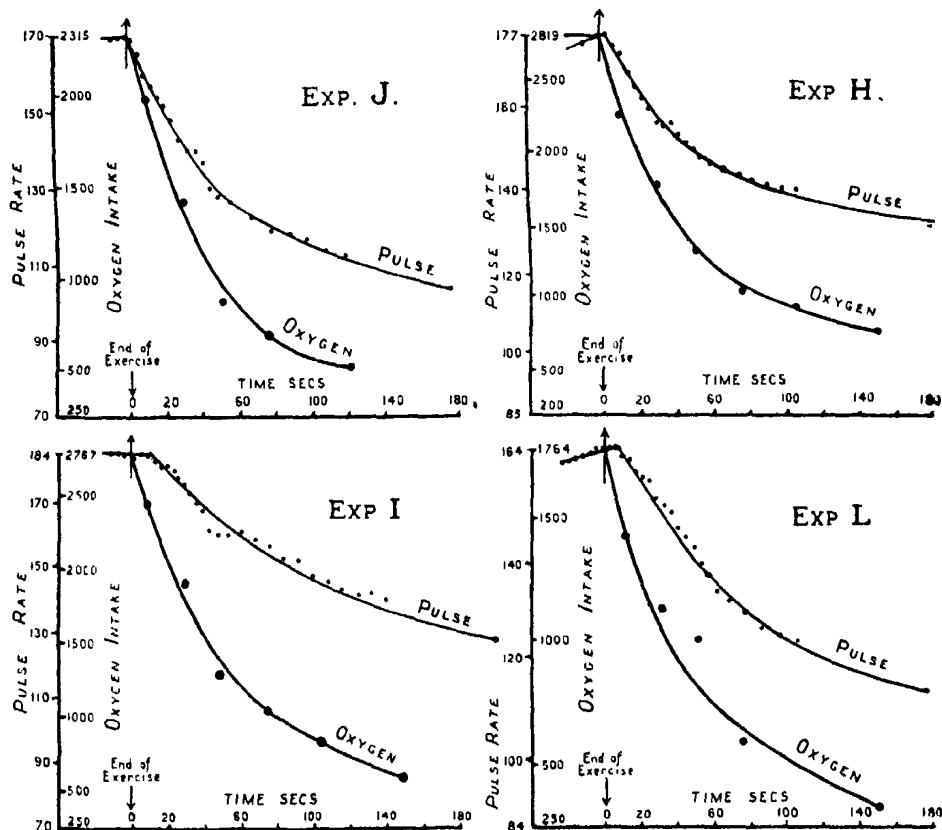 EXP. J.
170
150
130
110
90
70
PULSE RATE
2315
2000
1500
1000
500
250
OXYGEN INTAKE
PULSE
OXYGEN
End of
Exercise
TIME SECS
0 20 60 100 140 180
EXP H.
177
160
140
120
100
85
PULSE RATE
2819
2500
2000
1500
1000
500
200
OXYGEN INTAKE
PULSE
OXYGEN
End of
Exercise
TIME SECS
0 20 60 100 140
EXP I
184
170
150
130
110
90
70
PULSE RATE
2767
2500
2000
1500
1000
500
250
OXYGEN INTAKE
PULSE
OXYGEN
End of
Exercise
TIME SECS
0 20 60 100 140 180
EXP L
164
140
120
100
84
PULSE RATE
1764
1500
1000
500
250
OXYGEN INTAKE
PULSE
OXYGEN
End of
Exercise
TIME SECS
0 20 60 100 140 180